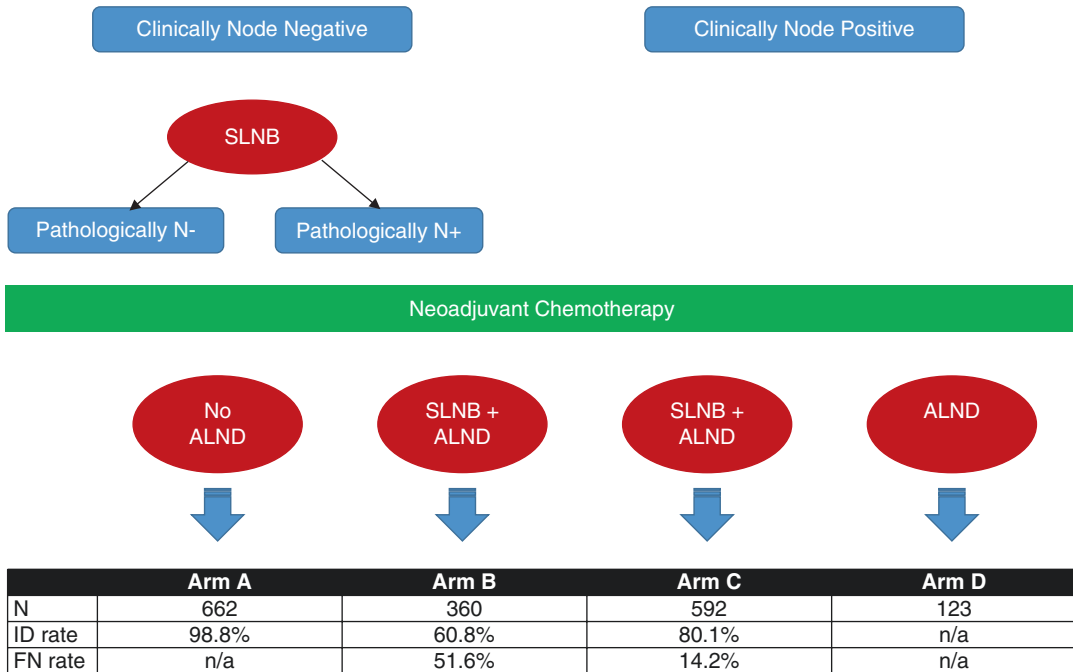 Clinically Node Negative
Clinically Node Positive
SLNB
Pathologically N-
Pathologically N+
Neoadjuvant Chemotherapy
No
ALND
SLNB +
ALND
SLNB +
ALND
ALND
Arm A Arm B Arm C Arm D
N 662 360 592 123
ID rate 98.8% 60.8% 80.1% n/a
FN rate n/a 51.6% 14.2% n/a